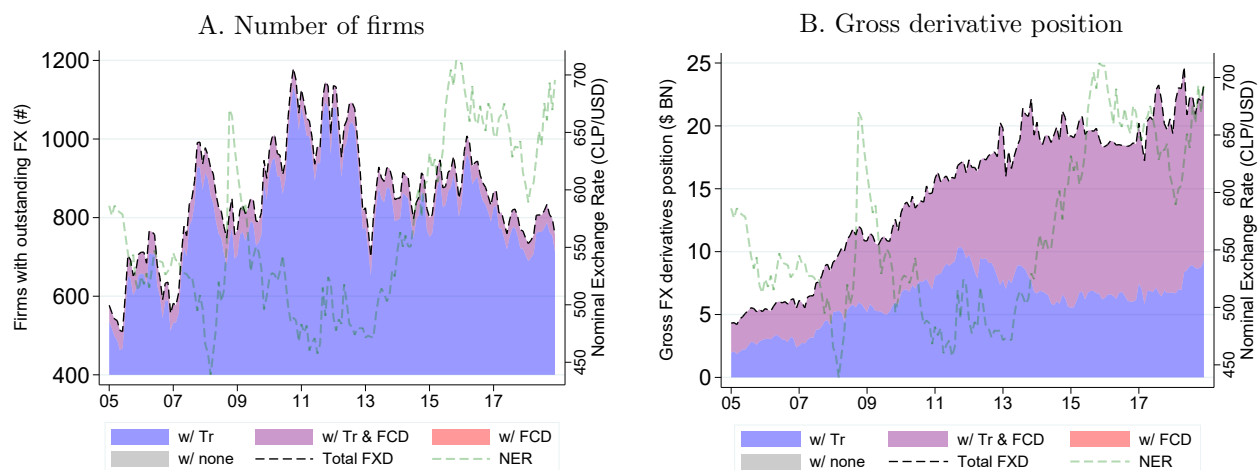 A. Number of firms
Firms with outstanding FX (#)
1200
1000
800
600
400
700
650
600
550
500
450
Nominal Exchange Rate (CLP/USD)
05 07 09 11 13 15 17
w/ Tr w/ Tr & FCD w/ FCD
w/ none Total FXD NER
B. Gross derivative position
Gross FX derivatives position ($ BN)
25
20
15
10
5
0
700
650
600
550
500
450
Nominal Exchange Rate (CLP/USD)
05 07 09 11 13 15 17
w/ Tr w/ Tr & FCD w/ FCD
w/ none Total FXD NER